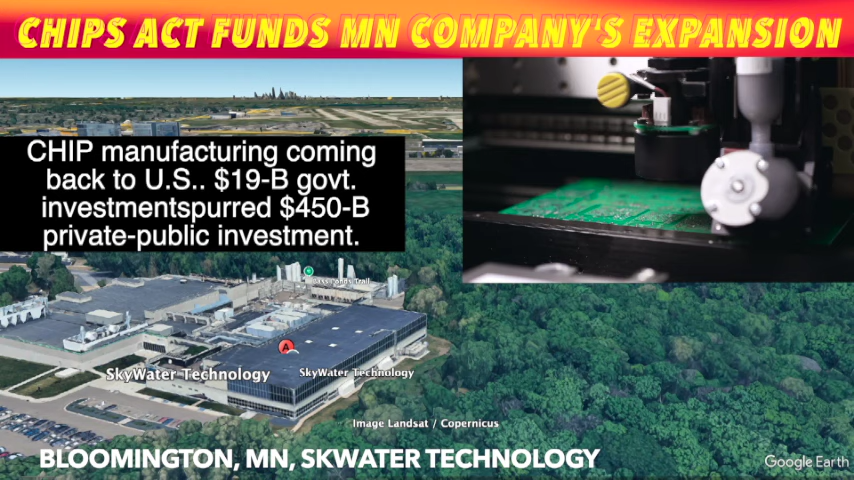 CHIPS ACT FUNDS MN COMPANY'S EXPANSION
CHIP manufacturing coming
back to U.S.. $19-B govt.
investmentspurred $450-B
private-public investment.
Trail
A
SkyWater Technology
SkyWater Technology
Image Landsat / Copernicus
BLOOMINGTON, MN, SKWATER TECHNOLOGY
Google Earth